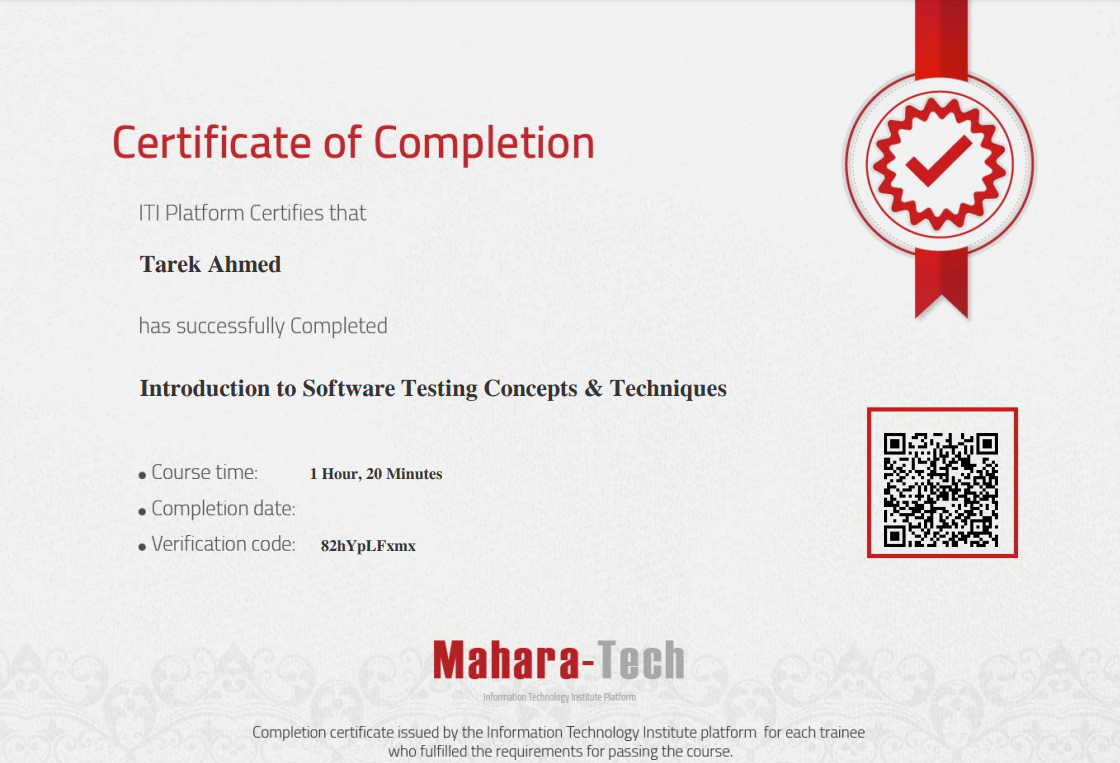 Certificate of Completion
ITI Platform Certifies that
Tarek Ahmed
has successfully Completed
Introduction to Software Testing Concepts & Techniques
• Course time: 1 Hour, 20 Minutes
• Completion date:
• Verification code: 82hYpLFxmx
Mahara-Tech
Information Technology Institute Platform
Completion certificate issued by the Information Technology Institute platform for each trainee
who fulfilled the requirements for passing the course.